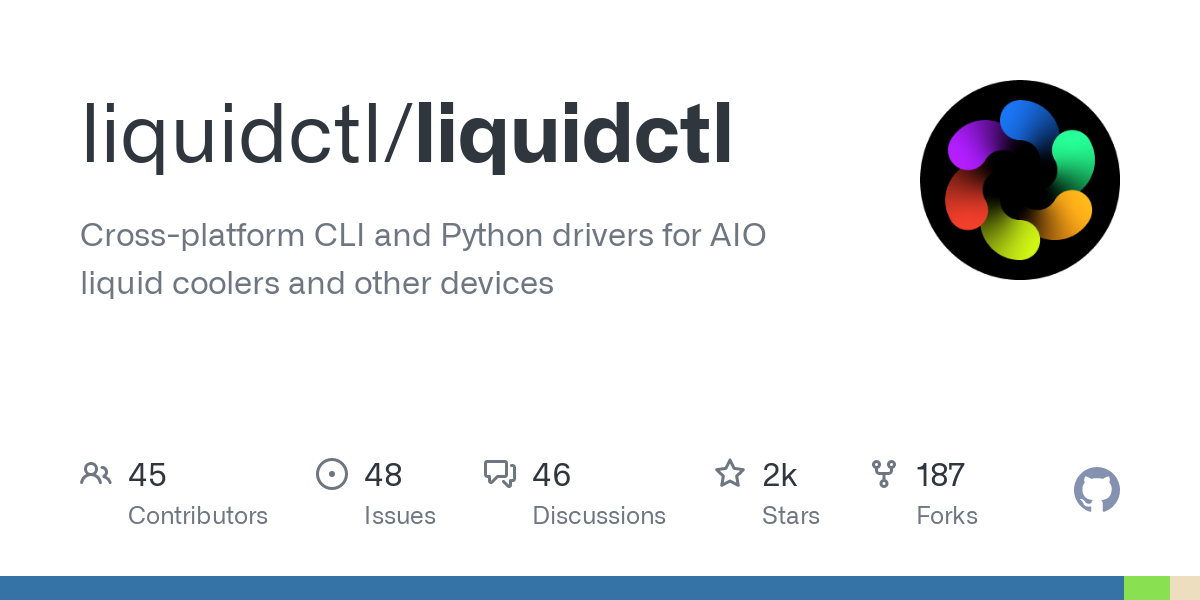 liquidctl/liquidctl
Cross-platform CLI and Python drivers for AIO
liquid coolers and other devices
45 48 46 2k 187
Contributors Issues Discussions Stars Forks